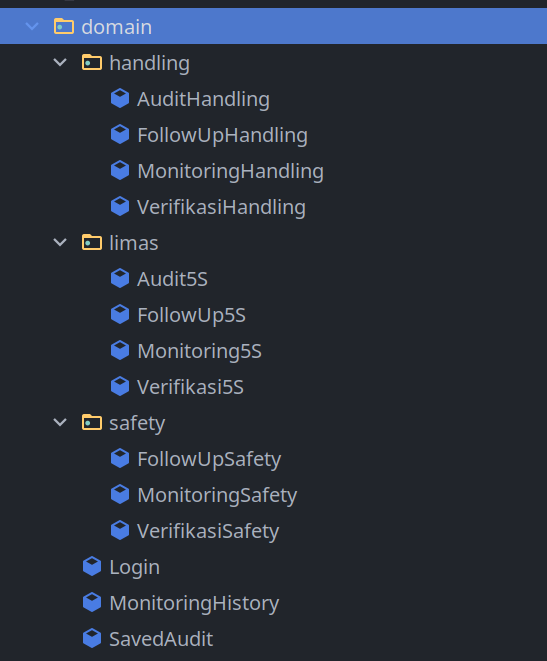 domain
handling
AuditHandling
FollowUpHandling
MonitoringHandling
VerifikasiHandling
limas
Audit5S
FollowUp5S
Monitoring5S
Verifikasi5S
safety
FollowUpSafety
MonitoringSafety
VerifikasiSafety
Login
MonitoringHistory
SavedAudit